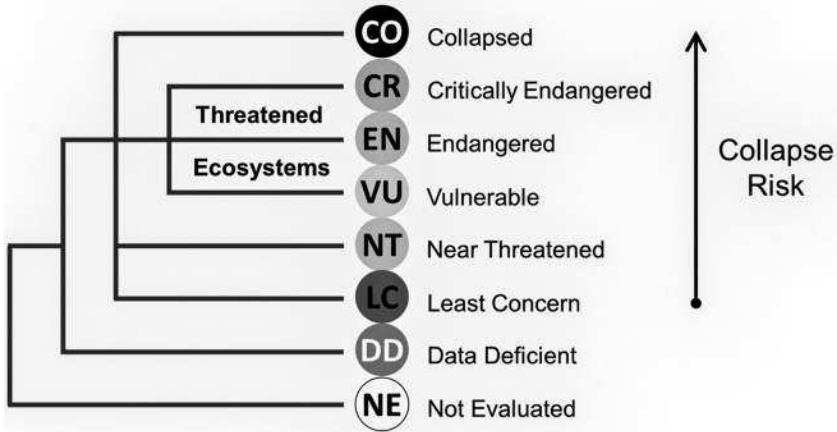 CO Collapsed
CR Critically Endangered
Threatened
EN Endangered
Ecosystems
VU Vulnerable
NT Near Threatened
LC Least Concern
DD Data Deficient
NE Not Evaluated
Collapse
Risk